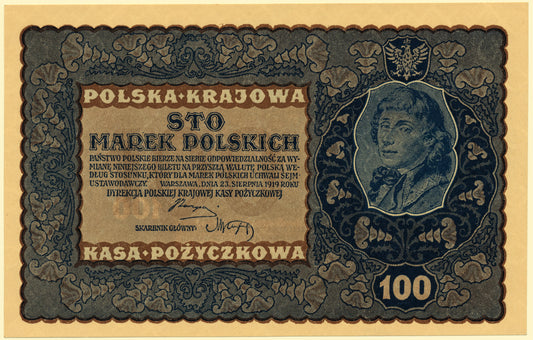 POLSKA·KRAJOWA
STO
MAREK POLSKICH
PAŃSTWO POLSKIE BIERZE NA SIEBIE ODPOWIEDZIALNOŚĆ ZA WY-
MIANĘ NINIEJSZEGO BILETU NA PRZYSZŁĄ WALUTĘ POLSKĄ WE-
DŁUG STOSUNKU, KTÓRY DLA MAREK POLSKICH UCHWALI SEJM
USTAWODAWCZY. WARSZAWA, DNIA 23. SIERPNIA 1919 ROKU
DYREKCJA POLSKIEJ KRAJOWEJ KASY POŻYCZKOWEJ
SKARBNIK GŁÓWNY:
KASA·POŻYCZKOWA
100